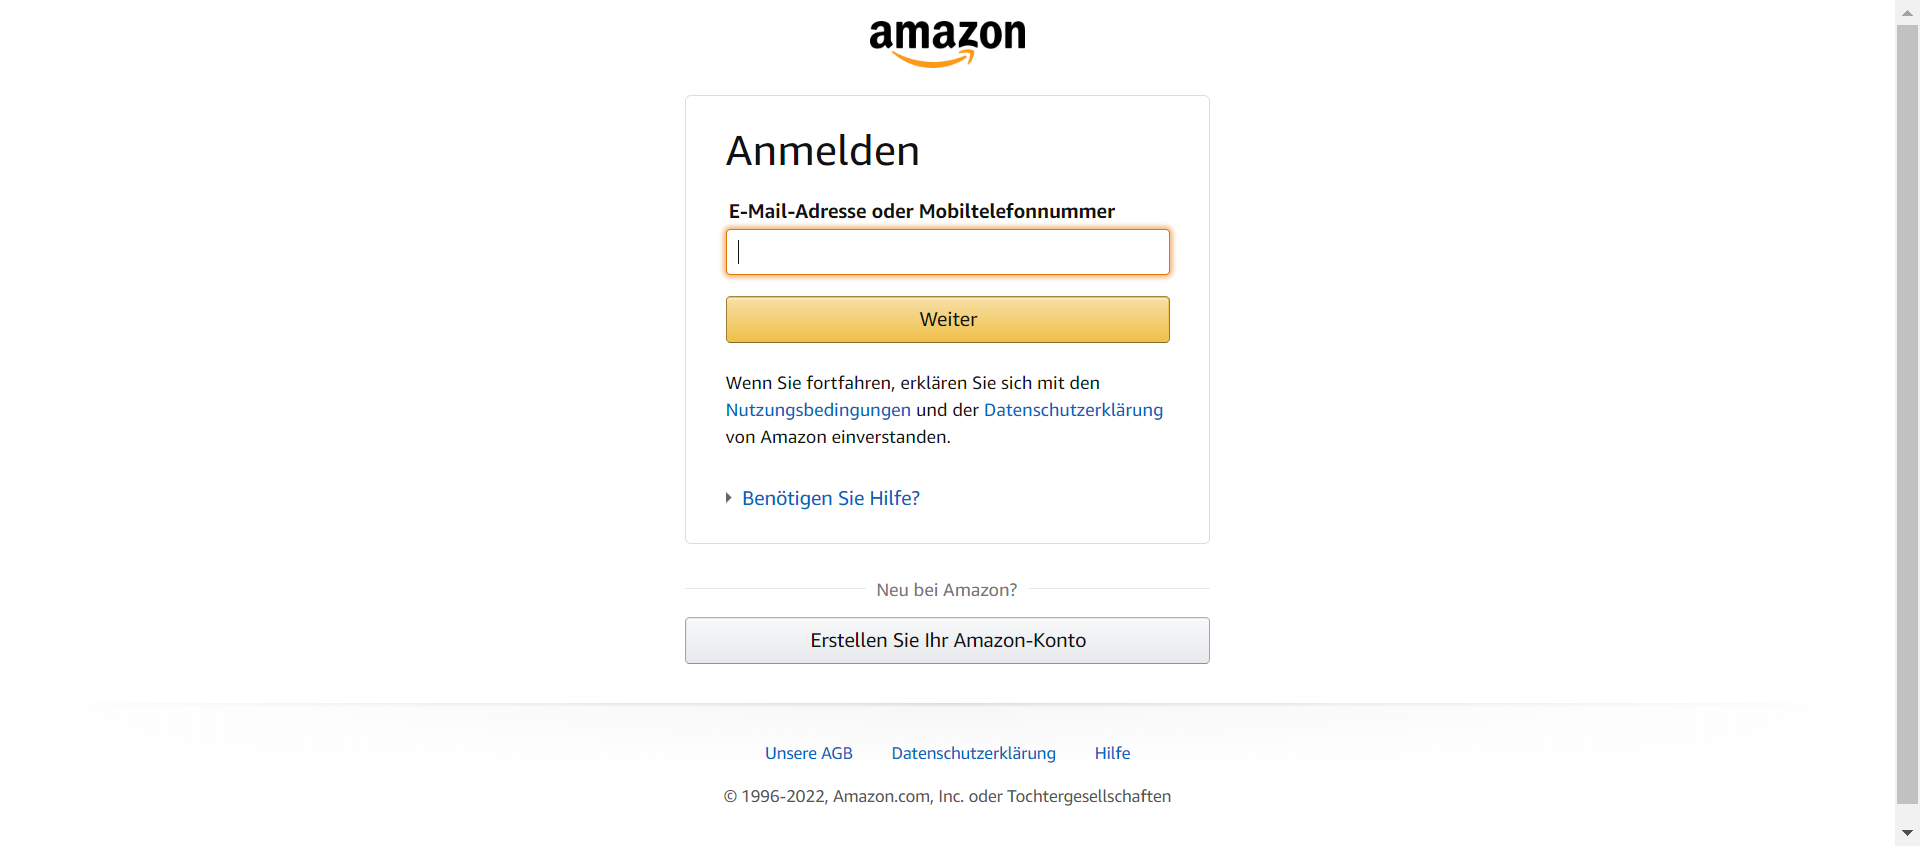 amazon
Anmelden
E-Mail-Adresse oder Mobiltelefonnummer
Weiter
Wenn Sie fortfahren, erklären Sie sich mit den
Nutzungsbedingungen und der Datenschutzerklärung
von Amazon einverstanden.
Benötigen Sie Hilfe?
Neu bei Amazon?
Erstellen Sie Ihr Amazon-Konto
Unsere AGB Datenschutzerklärung Hilfe
© 1996-2022, Amazon.com, Inc. oder Tochtergesellschaften